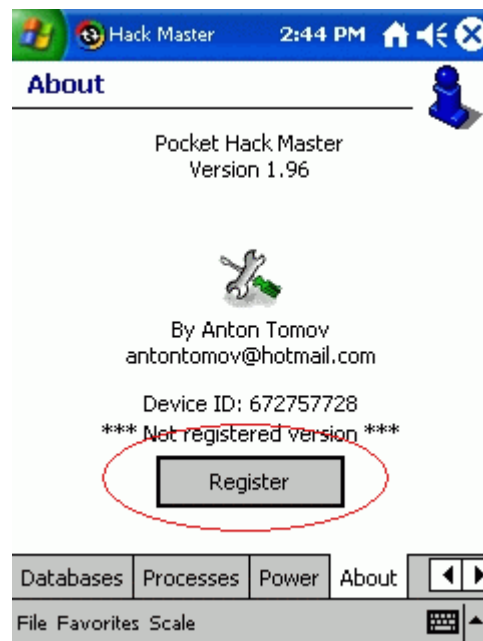 Hack Master 2:44 PM
About
Pocket Hack Master
Version 1.96
By Anton Tomov
antontomov@hotmail.com
Device ID: 672757728
*** Not registered version ***
Register
Databases Processes Power About
File Favorites Scale